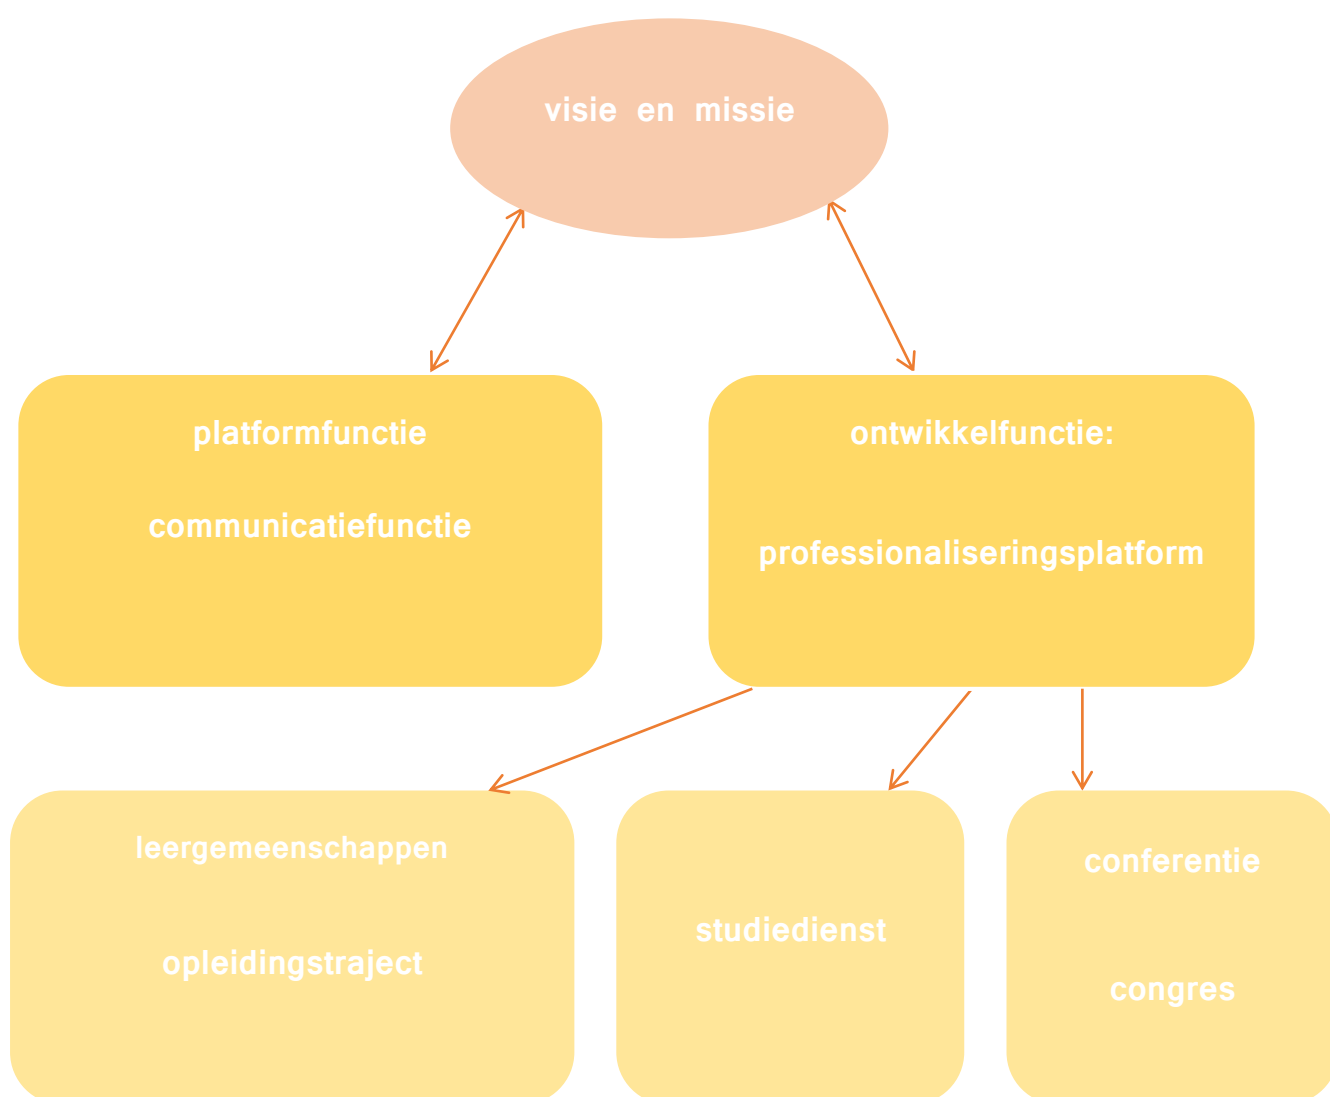 visie en missie
platformfunctie
communicatiefunctie
ontwikkelfunctie:
professionaliseringsplatform
leergemeenschappen
opleidingstraject
studiedienst
conferentie
congres